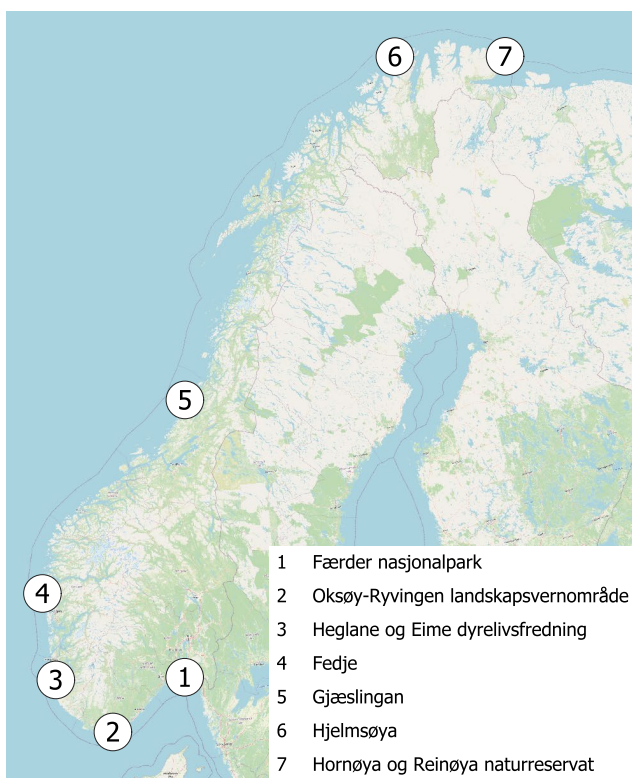 6
7
5
4
3
1
2
1 Færder nasjonalpark
2 Oksøy-Ryvingen landskapsvernområde
3 Heglane og Eime dyrelivsfredning
4 Fedje
5 Gjæslingan
6 Hjelmsøya
7 Hornøya og Reinøya naturreservat